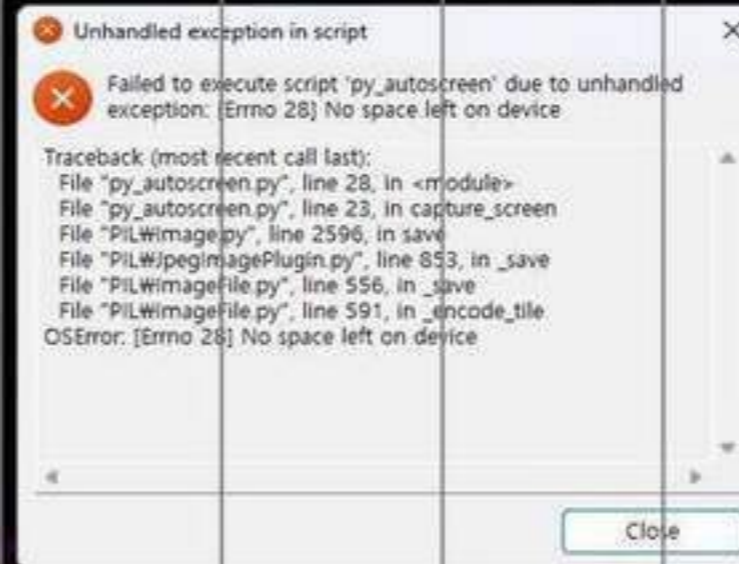 Unhandled exception in script
Failed to execute script 'py_autoscreen' due to unhandled
exception: [Errno 28] No space left on device
Traceback (most recent call last):
File "py_autoscreen.py", line 28, in <module>
File "py_autoscreen.py", line 23, in capture_screen
File "PIL₩Image.py", line 2596, in save
File "PIL₩JpegImagePlugin.py", line 853, in _save
File "PIL₩ImageFile.py", line 556, in _save
File "PIL₩ImageFile.py", line 591, in _encode_tile
OSError: [Errno 28] No space left on device
Close